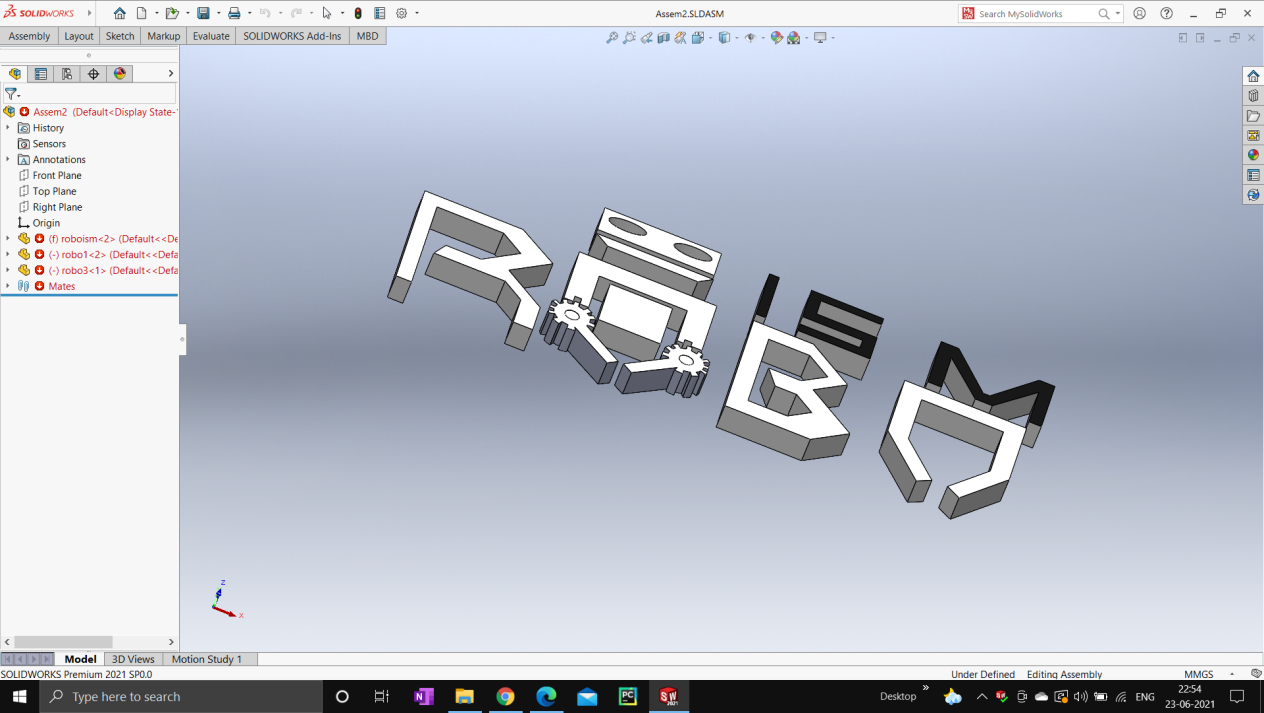 SOLIDWORKS
Assem2.SLDASM
Search MySolidWorks
Assembly Layout Sketch Markup Evaluate SOLIDWORKS Add-Ins MBD
Assem2 (Default<Display State-
History
Sensors
Annotations
Front Plane
Top Plane
Right Plane
Origin
(f) roboism<2> (Default<<De
(-) robo1<2> (Default<<Defa
(-) robo3<1> (Default<<Defa
Mates
Z
X
Model 3D Views Motion Study 1
SOLIDWORKS Premium 2021 SP0.0
Under Defined Editing Assembly MMGS
Type here to search
Desktop
ENG
22:54
23-06-2021